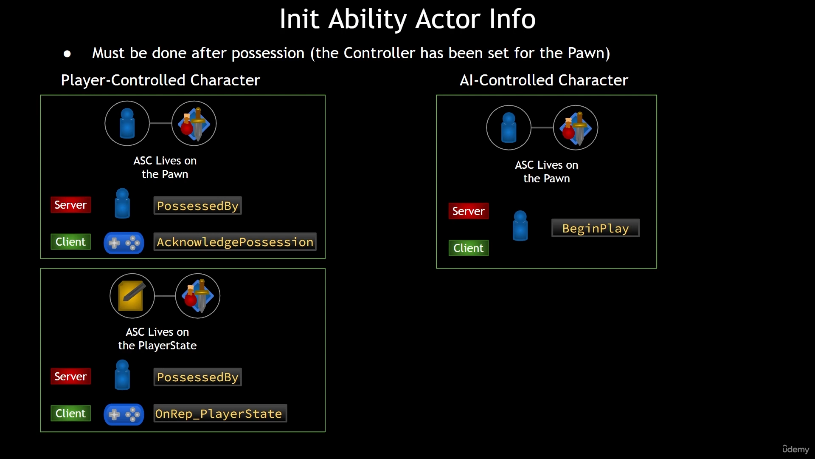 Init Ability Actor Info
● Must be done after possession (the Controller has been set for the Pawn)
Player-Controlled Character
ASC Lives on
the Pawn
Server PossessedBy
Client AcknowledgePossession
ASC Lives on
the PlayerState
Server PossessedBy
Client OnRep_PlayerState
AI-Controlled Character
ASC Lives on
the Pawn
Server
BeginPlay
Client
ûdemy